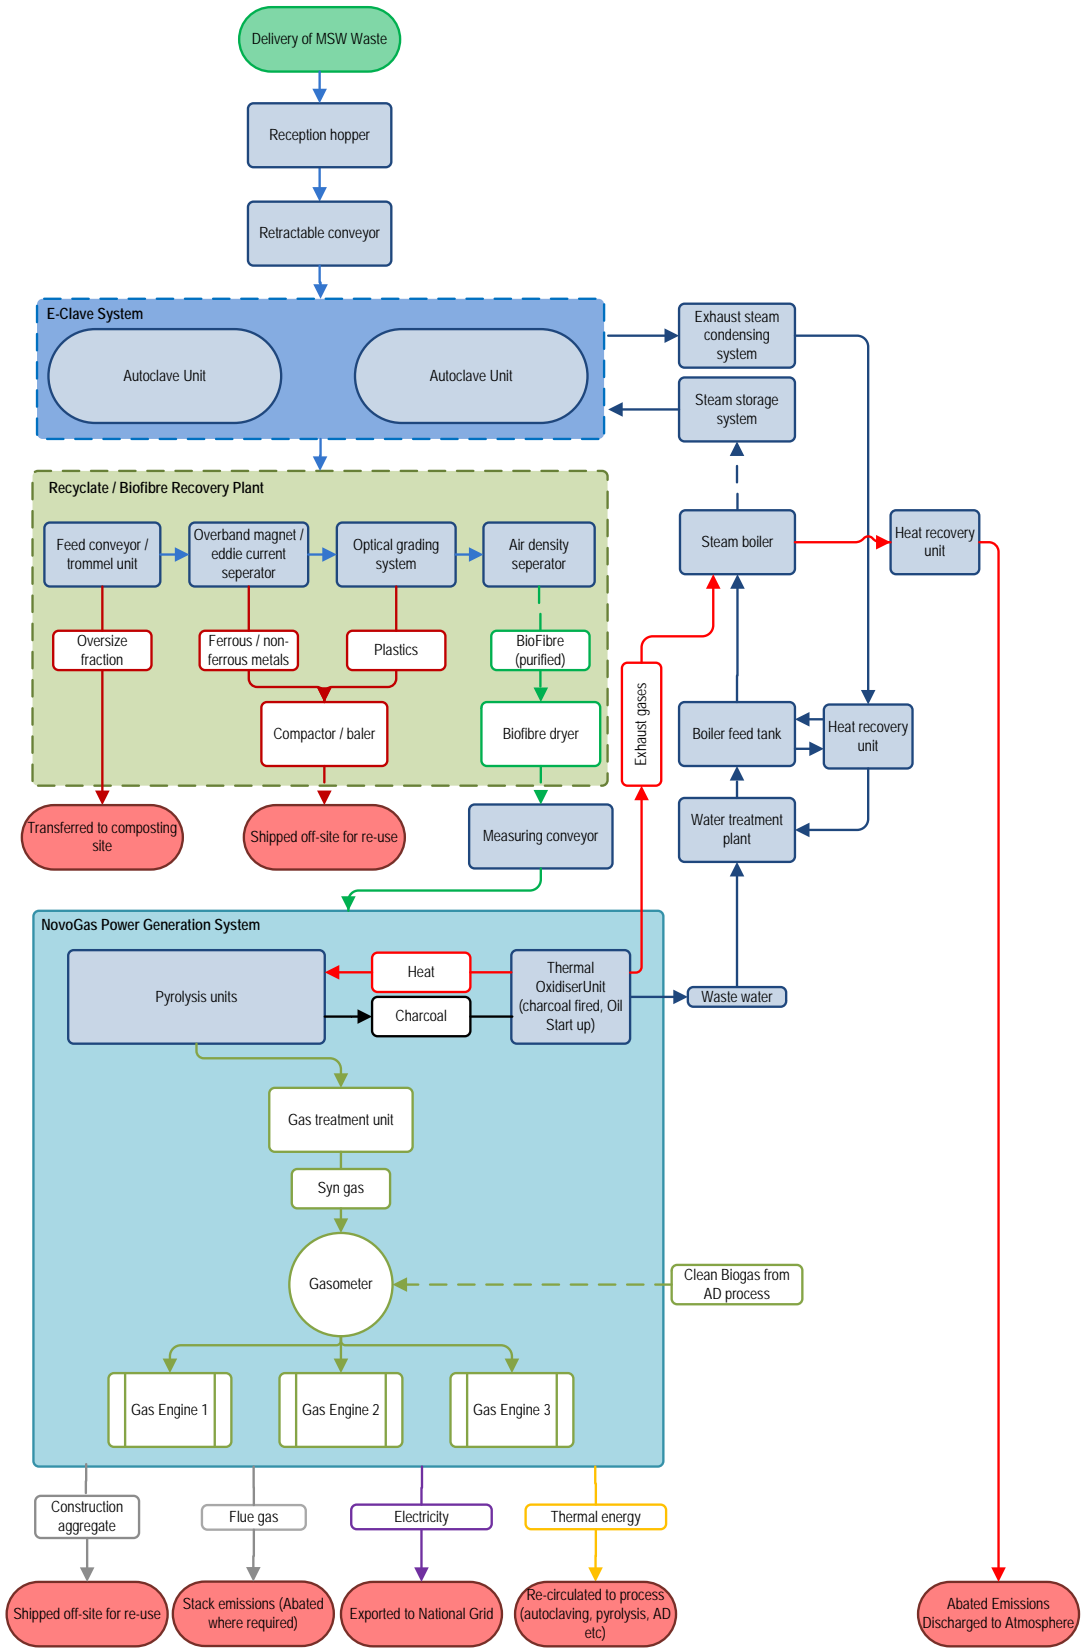 Delivery of MSW Waste
Reception hopper
Retractable conveyor
E-Clave System
Autoclave Unit
Autoclave Unit
Exhaust steam
condensing
system
Steam storage
system
Recyclate / Biofibre Recovery Plant
Feed conveyor /
trommel unit
Overband magnet /
eddie current
seperator
Optical grading
system
Air density
seperator
Steam boiler
Heat recovery
unit
Oversize
fraction
Ferrous / non-
ferrous metals
Plastics
BioFibre
(purified)
Exhaust gases
Compactor / baler
Biofibre dryer
Boiler feed tank
Heat recovery
unit
Transferred to composting
site
Shipped off-site for re-use
Measuring conveyor
Water treatment
plant
NovoGas Power Generation System
Pyrolysis units
Heat
Charcoal
Thermal
OxidiserUnit
(charcoal fired, Oil
Start up)
Waste water
Gas treatment unit
Syn gas
Gasometer
Clean Biogas from
AD process
Gas Engine 1
Gas Engine 2
Gas Engine 3
Construction
aggregate
Flue gas
Electricity
Thermal energy
Shipped off-site for re-use
Stack emissions (Abated
where required)
Exported to National Grid
Re-circulated to process
(autoclaving, pyrolysis, AD
etc)
Abated Emissions
Discharged to Atmosphere